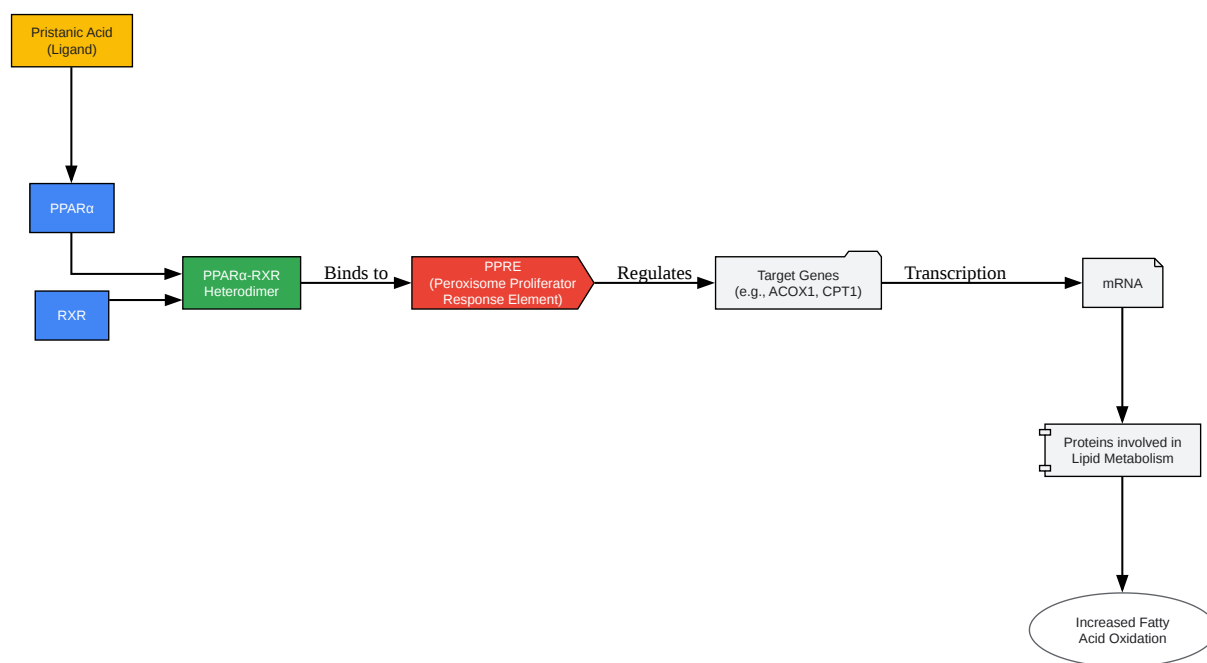 Pristanic Acid
(Ligand)
PPARα
RXR
PPARα-RXR
Heterodimer
Binds to
PPRE
(Peroxisome Proliferator
Response Element)
Regulates
Target Genes
(e.g., ACOX1, CPT1)
Transcription
mRNA
Proteins involved in
Lipid Metabolism
Increased Fatty
Acid Oxidation